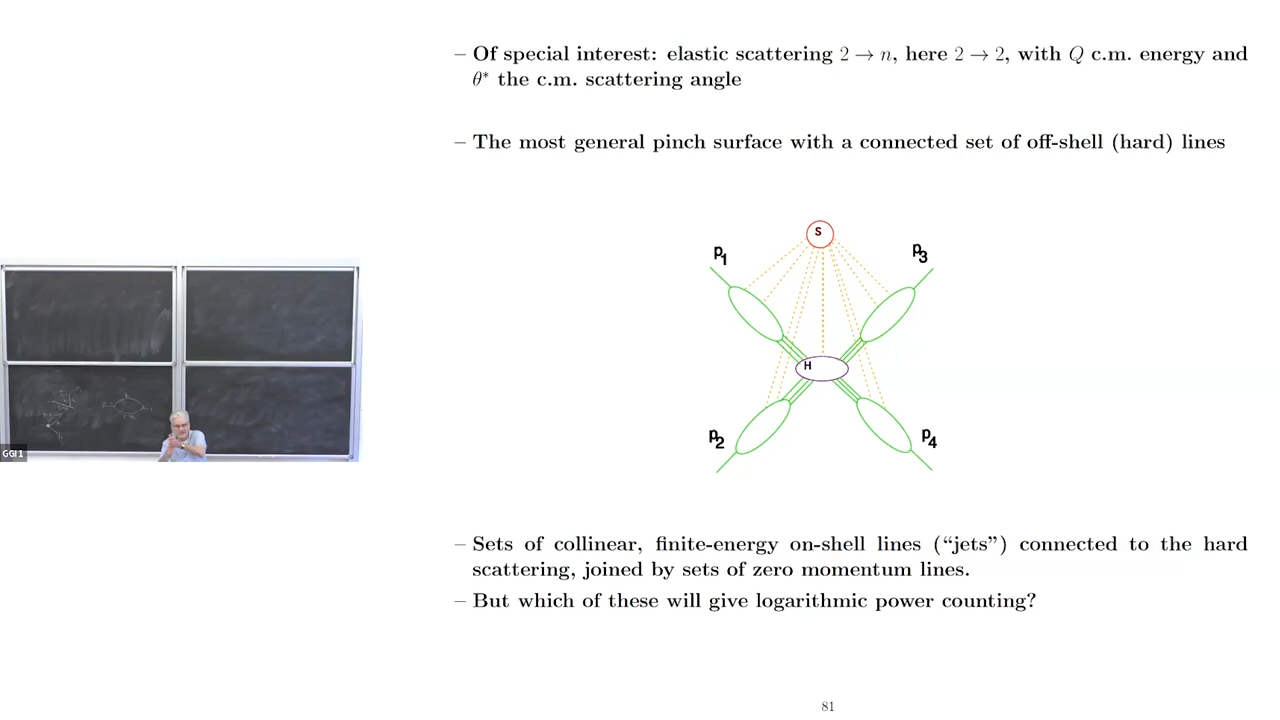 – Of special interest: elastic scattering 2 → n, here 2 → 2, with Q c.m. energy and
θ* the c.m. scattering angle
– The most general pinch surface with a connected set of off-shell (hard) lines
S
p1
p3
H
p2
p4
GGI 1
– Sets of collinear, finite-energy on-shell lines (“jets”) connected to the hard
scattering, joined by sets of zero momentum lines.
– But which of these will give logarithmic power counting?
81